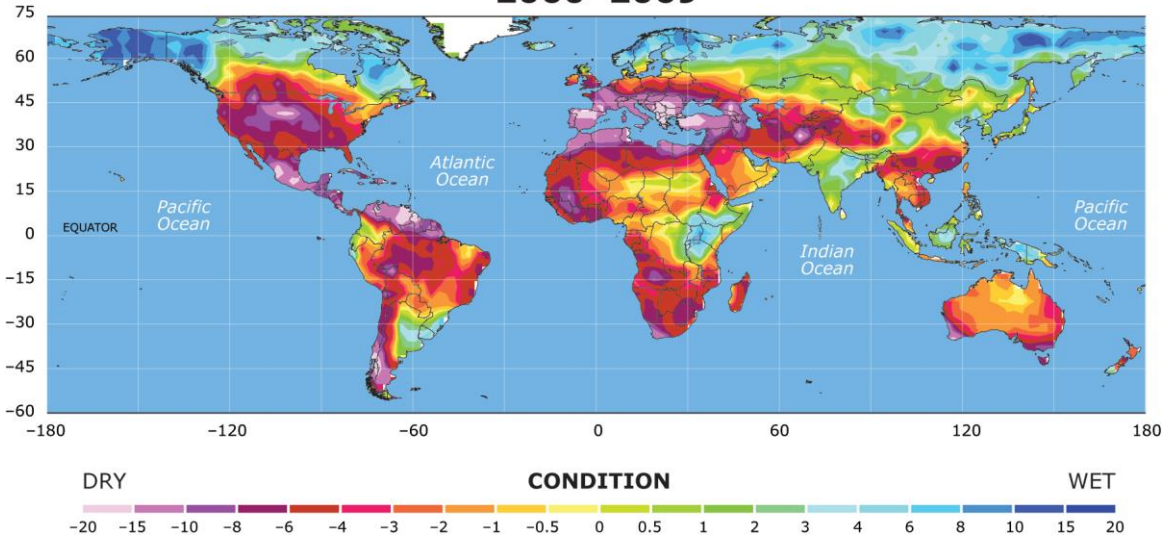 75
60
45
30
15
0
−15
−30
−45
−60
Atlantic
Ocean
Pacific
Ocean
EQUATOR
Indian
Ocean
Pacific
Ocean
−180 −120 −60 0 60 120 180
DRY CONDITION WET
−20 −15 −10 −8 −6 −4 −3 −2 −1 −0.5 0 0.5 1 2 3 4 6 8 10 15 20